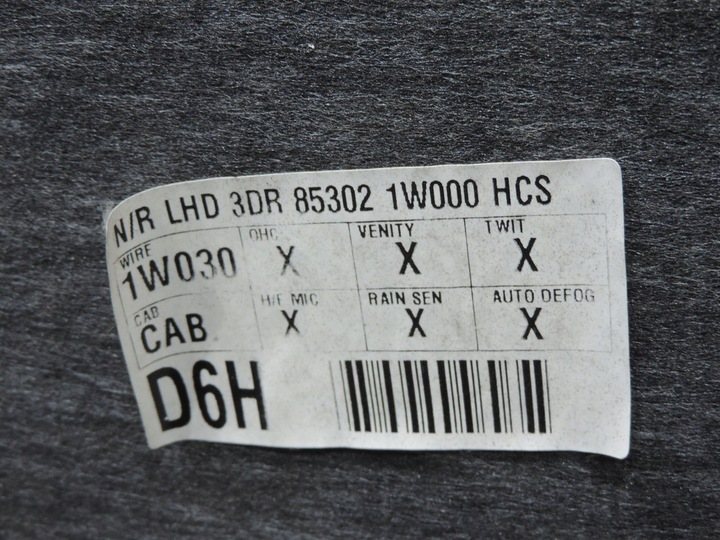 N/R LHD 3DR 85302 1W000 HCS
WIRE OHC VENITY TWIT
1W030 X X X
CAB H/F MIC RAIN SEN AUTO DEFOG
CAB X X X
D6H